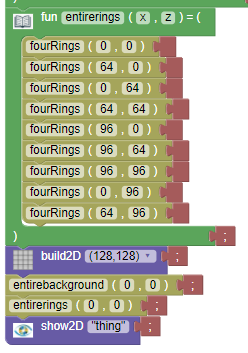 )
fun entirerings ( x , z ) = (
fourRings ( 0 , 0 )
fourRings ( 64 , 0 )
fourRings ( 0 , 64 )
fourRings ( 64 , 64 )
fourRings ( 96 , 0 )
fourRings ( 96 , 64 )
fourRings ( 96 , 96 )
fourRings ( 0 , 96 )
fourRings ( 64 , 96 )
) ;
build2D (128,128) ;
entirebackground ( 0 , 0 ) ;
entirerings ( 0 , 0 ) ;
show2D "thing" ;